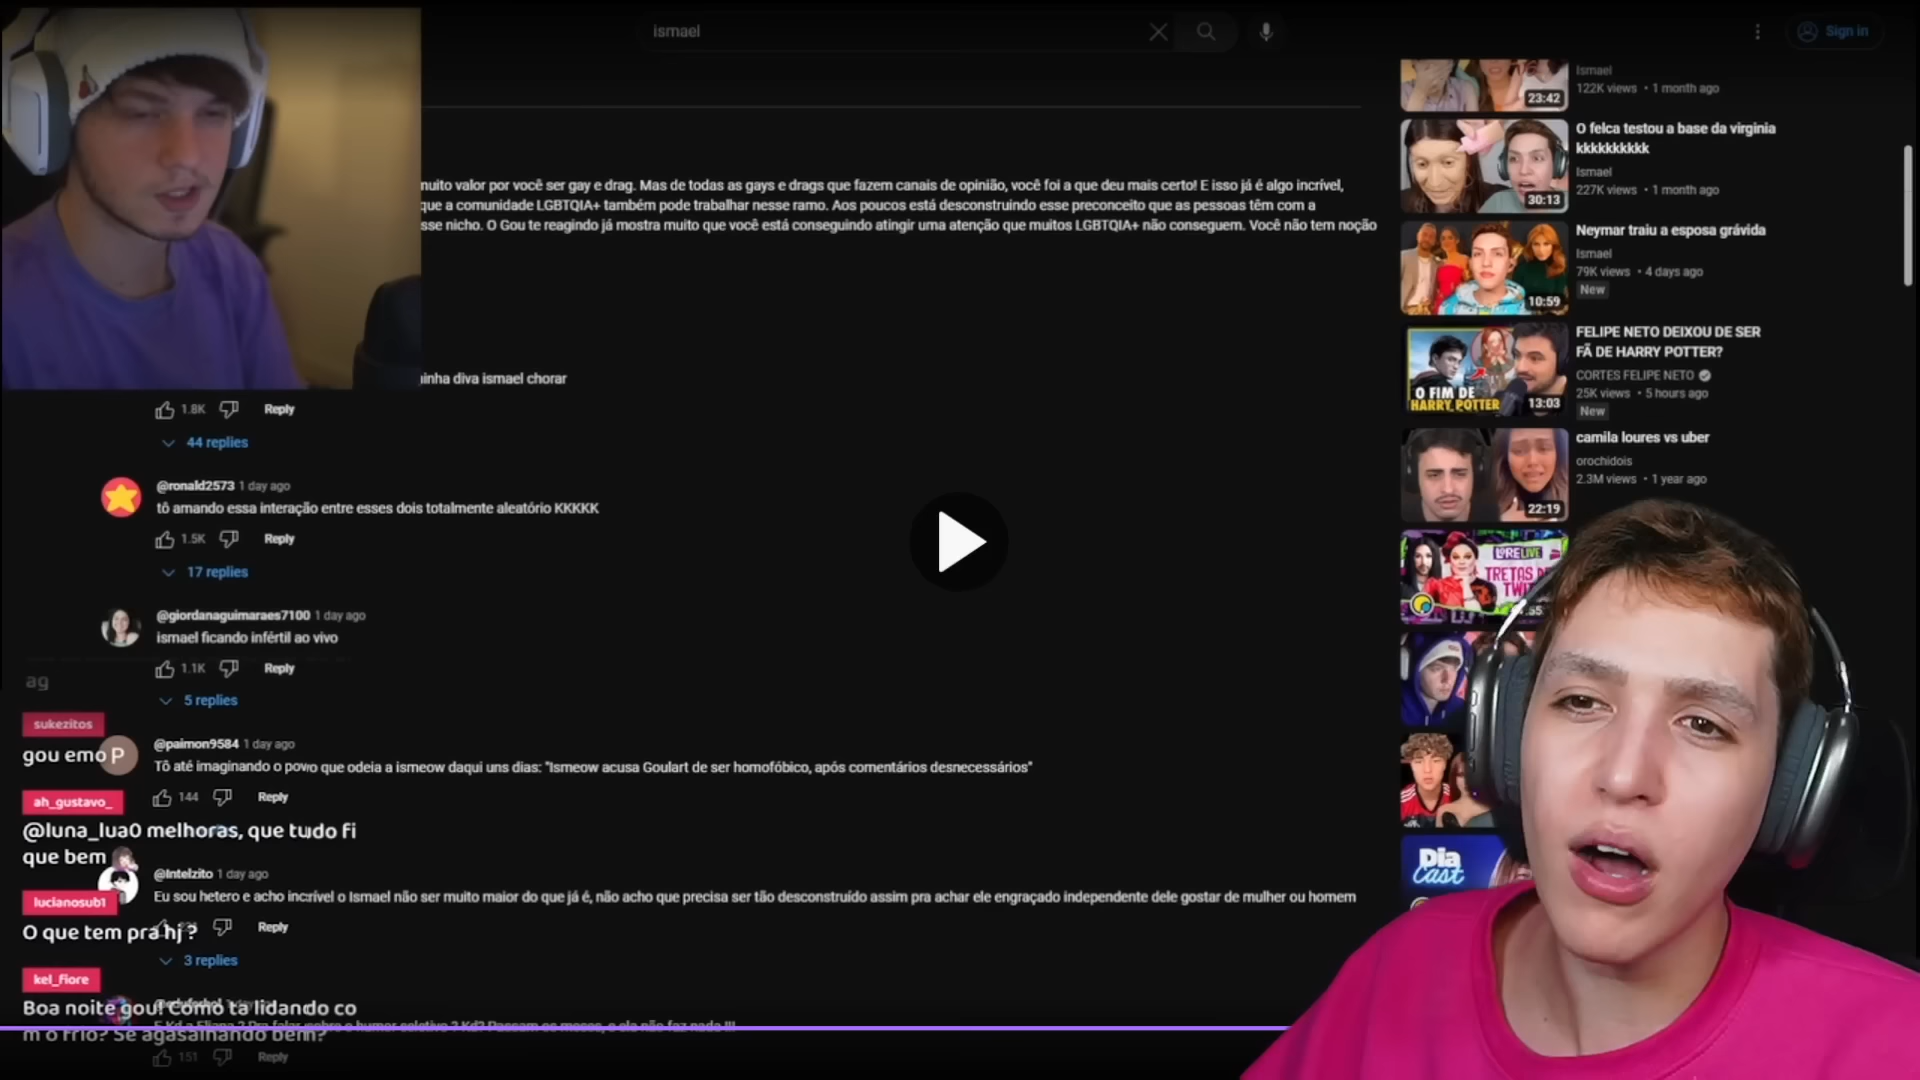 ismael
Sign in
muito valor por você ser gay e drag. Mas de todas as gays e drags que fazem canais de opinião, você foi a que deu mais certo! E isso já é algo incrível,
que a comunidade LGBTQIA+ também pode trabalhar nesse ramo. Aos poucos está desconstruindo esse preconceito que as pessoas têm com a
sse nicho. O Gou te reagindo já mostra muito que você está conseguindo atingir uma atenção que muitos LGBTQIA+ não conseguem. Você não tem noção
inha diva ismael chorar
1.8K
Reply
44 replies
@ronald2573 1 day ago
tô amando essa interação entre esses dois totalmente aleatório KKKKK
1.5K
Reply
17 replies
@giordanaguimaraes7100 1 day ago
ismael ficando infértil ao vivo
1.1K
Reply
5 replies
@paimon9584 1 day ago
P
Tô até imaginando o povo que odeia a ismeow daqui uns dias: "Ismeow acusa Goulart de ser homofóbico, após comentários desnecessários"
144
Reply
@Intelzito 1 day ago
Eu sou hetero e acho incrível o Ismael não ser muito maior do que já é, não acho que precisa ser tão desconstruído assim pra achar ele engraçado independente dele gostar de mulher ou homem
Reply
3 replies
151
Reply
ag
sukezitos
gou emo
ah_gustavo_
@luna_lua0 melhoras, que tudo fi
que bem
lucianosub1
O que tem pra hj ?
kel_fiore
Boa noite gou! Como ta lidando co
m o frio? Se agasalhando bem?
Ismael
122K views • 1 month ago
23:42
O felca testou a base da virginia
kkkkkkkkkk
Ismael
227K views • 1 month ago
30:13
Neymar traiu a esposa grávida
Ismael
79K views • 4 days ago
New
10:59
FELIPE NETO DEIXOU DE SER
FÃ DE HARRY POTTER?
CORTES FELIPE NETO
25K views • 5 hours ago
New
O FIM DE
HARRY POTTER
13:03
camila loures vs uber
orochidois
2.3M views • 1 year ago
22:19
LORELIVE
TRETAS D
TWI
Dia
Cast